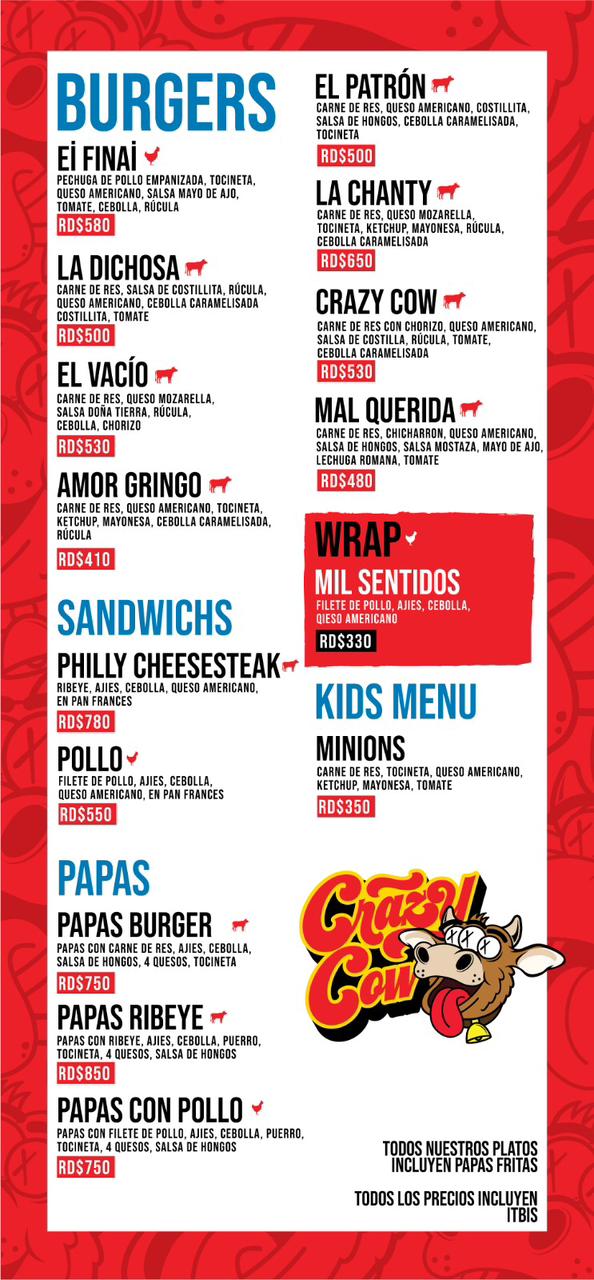 BURGERS
Eİ FINAİ
PECHUGA DE POLLO EMPANIZADA, TOCINETA,
QUESO AMERICANO, SALSA MAYO DE AJO,
TOMATE, CEBOLLA, RÚCULA
RD$580
LA DICHOSA
CARNE DE RES, SALSA DE COSTILLITA, RÚCULA,
QUESO AMERICANO, CEBOLLA CARAMELISADA
COSTILLITA, TOMATE
RD$500
EL VACÍO
CARNE DE RES, QUESO MOZARELLA,
SALSA DOÑA TIERRA, RÚCULA,
CEBOLLA, CHORIZO
RD$530
AMOR GRINGO
CARNE DE RES, QUESO AMERICANO, TOCINETA,
KETCHUP, MAYONESA, CEBOLLA CARAMELISADA,
RÚCULA
RD$410
SANDWICHS
PHILLY CHEESESTEAK
RIBEYE, AJIES, CEBOLLA, QUESO AMERICANO,
EN PAN FRANCES
RD$780
POLLO
FILETE DE POLLO, AJIES, CEBOLLA,
QUESO AMERICANO, EN PAN FRANCES
RD$550
PAPAS
PAPAS BURGER
PAPAS CON CARNE DE RES, AJIES, CEBOLLA,
SALSA DE HONGOS, 4 QUESOS, TOCINETA
RD$750
PAPAS RIBEYE
PAPAS CON RIBEYE, AJIES, CEBOLLA, PUERRO,
TOCINETA, 4 QUESOS, SALSA DE HONGOS
RD$850
PAPAS CON POLLO
PAPAS CON FILETE DE POLLO, AJIES, CEBOLLA, PUERRO,
TOCINETA, 4 QUESOS, SALSA DE HONGOS
RD$750
EL PATRÓN
CARNE DE RES, QUESO AMERICANO, COSTILLITA,
SALSA DE HONGOS, CEBOLLA CARAMELISADA,
TOCINETA
RD$500
LA CHANTY
CARNE DE RES, QUESO MOZARELLA,
TOCINETA, KETCHUP, MAYONESA, RÚCULA,
CEBOLLA CARAMELISADA
RD$650
CRAZY COW
CARNE DE RES CON CHORIZO, QUESO AMERICANO,
SALSA DE COSTILLA, RÚCULA, TOMATE,
CEBOLLA CARAMELISADA
RD$530
MAL QUERIDA
CARNE DE RES, CHICHARRON, QUESO AMERICANO,
SALSA DE HONGOS, SALSA MOSTAZA, MAYO DE AJO,
LECHUGA ROMANA, TOMATE
RD$480
WRAP
MIL SENTIDOS
FILETE DE POLLO, AJIES, CEBOLLA,
QIESO AMERICANO
RD$330
KIDS MENU
MINIONS
CARNE DE RES, TOCINETA, QUESO AMERICANO,
KETCHUP, MAYONESA, TOMATE
RD$350
Crazy
Cow
TODOS NUESTROS PLATOS
INCLUYEN PAPAS FRITAS
TODOS LOS PRECIOS INCLUYEN
ITBIS